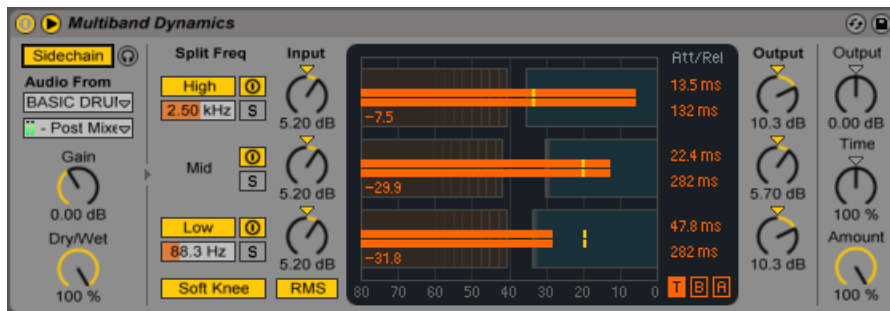 Multiband Dynamics
Sidechain
Audio From
BASIC DRUI
- Post Mixe
Gain
0.00 dB
Dry/Wet
100 %
Split Freq
High
2.50 kHz
S
Mid
S
Low
88.3 Hz
S
Soft Knee
RMS
Input
5.20 dB
5.20 dB
5.20 dB
-7.5
-29.9
-31.8
80 70 60 50 40 30 20 10 0
Att/Rel
13.5 ms
132 ms
22.4 ms
282 ms
47.8 ms
282 ms
T B A
Output
10.3 dB
5.70 dB
10.3 dB
Output
0.00 dB
Time
100 %
Amount
100 %